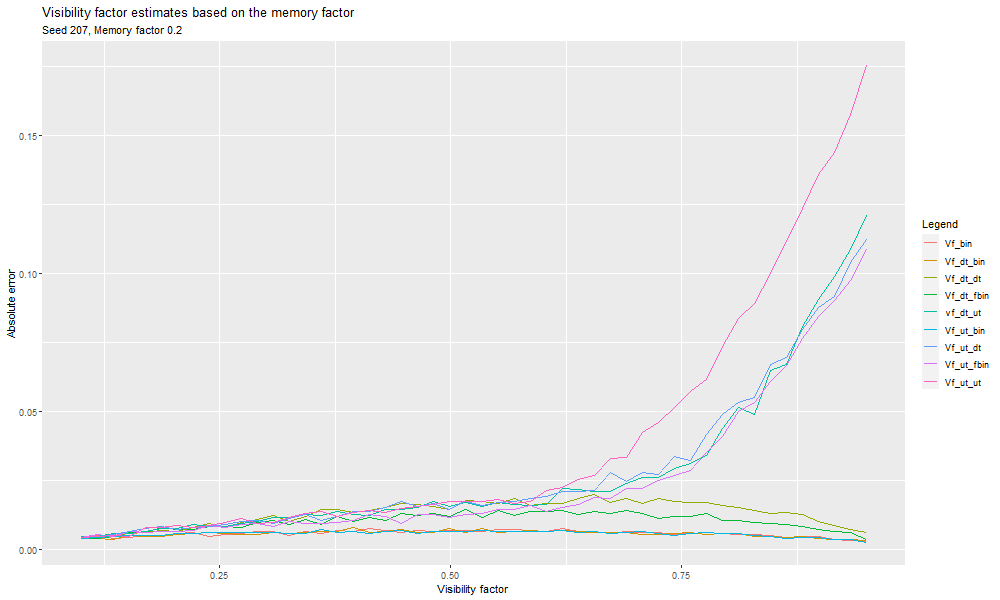 Visibility factor estimates based on the memory factor
Seed 207, Memory factor 0.2
0.15
0.10
0.05
0.00
Absolute error
0.25
0.50
0.75
Visibility factor
Legend
Vf_bin
Vf_dt_bin
Vf_dt_dt
Vf_dt_fbin
vf_dt_ut
Vf_ut_bin
Vf_ut_dt
Vf_ut_fbin
Vf_ut_ut